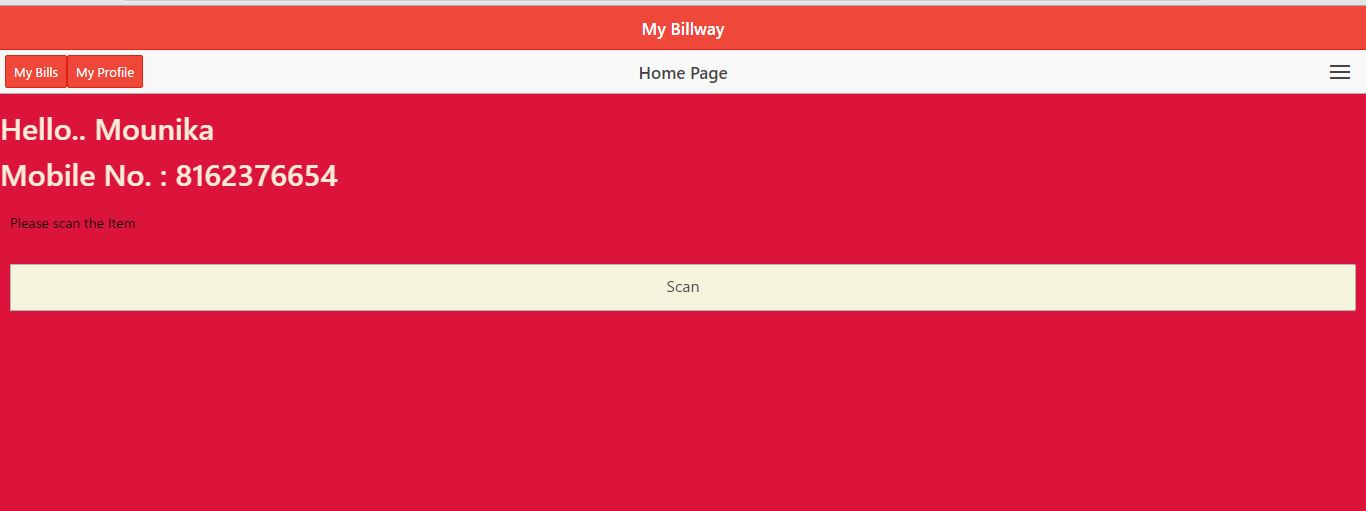 My Billway
My Bills My Profile Home Page
Hello.. Mounika
Mobile No. : 8162376654
Please scan the Item
Scan